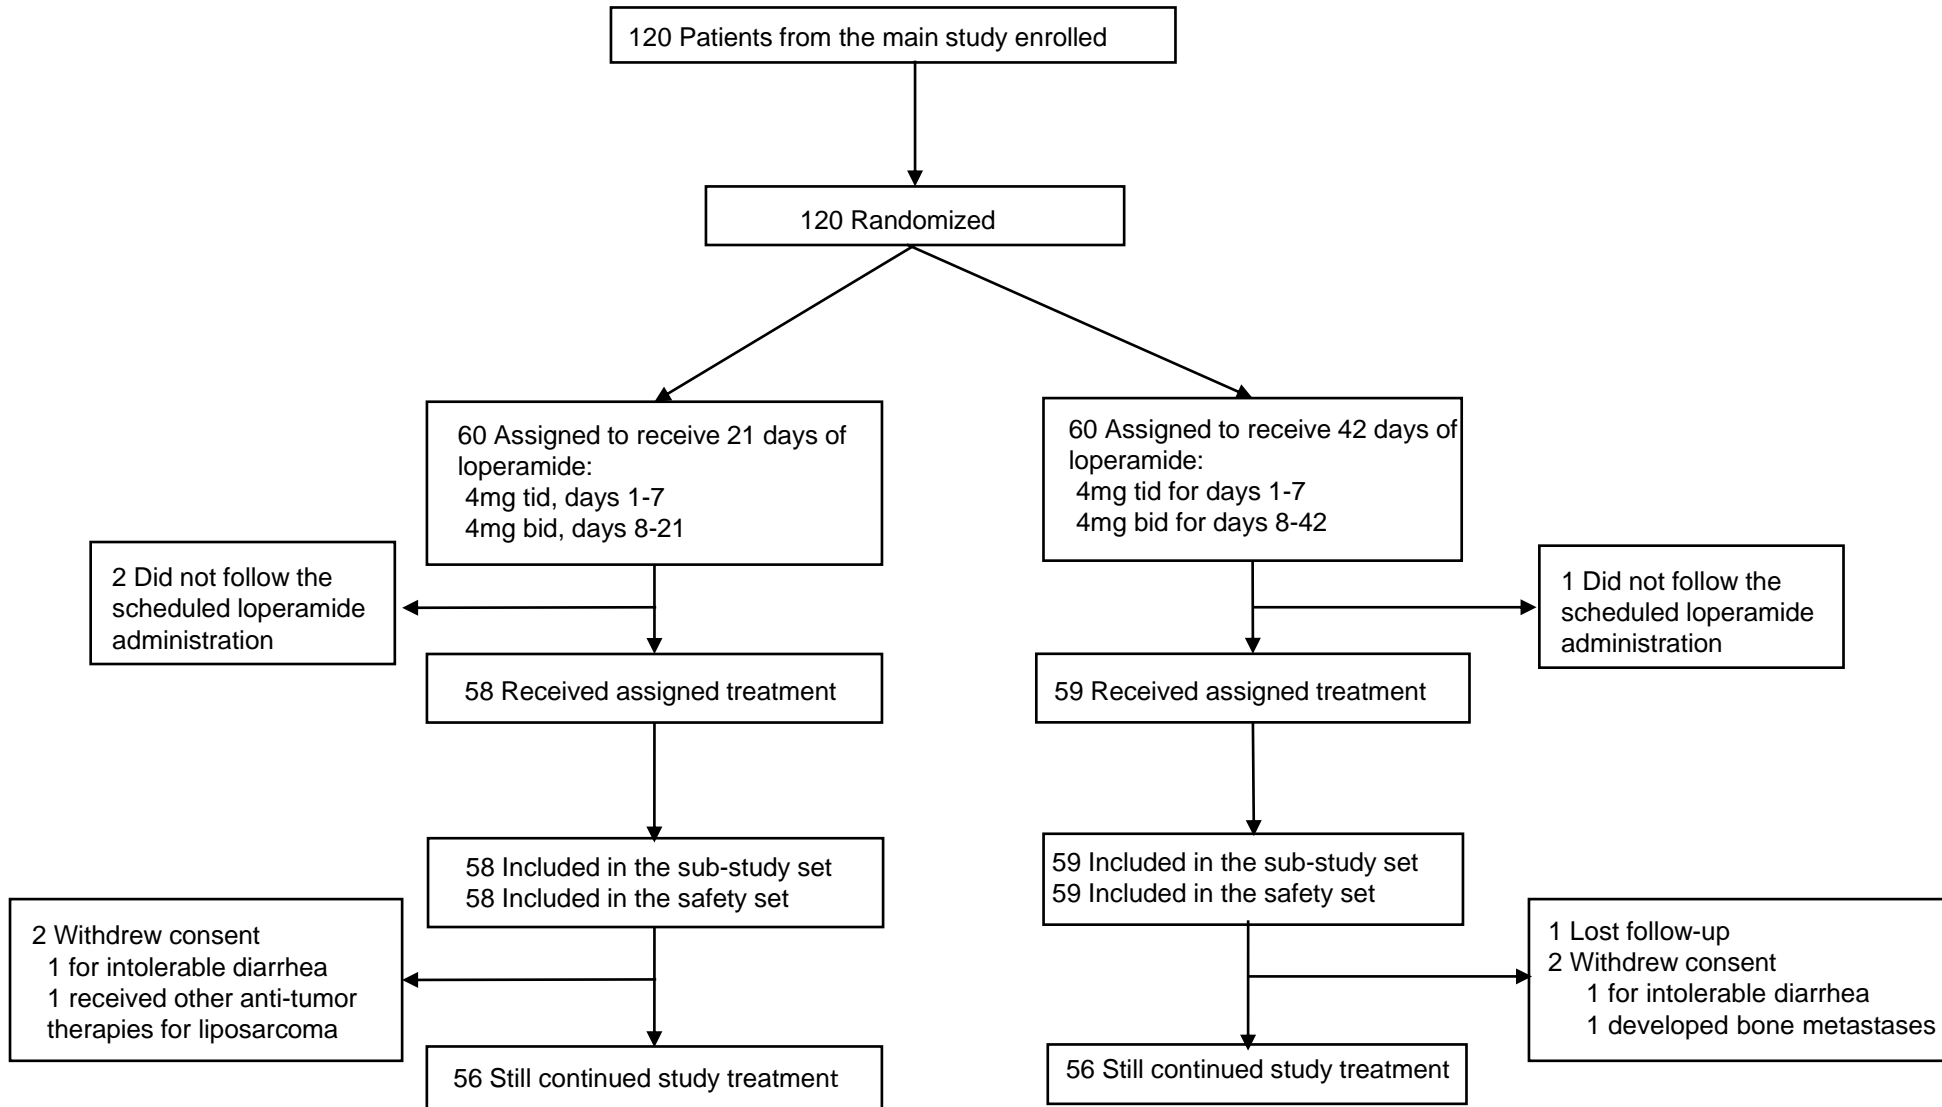 120 Patients from the main study enrolled
120 Randomized
60 Assigned to receive 21 days of
loperamide:
4mg tid, days 1-7
4mg bid, days 8-21
60 Assigned to receive 42 days of
loperamide:
4mg tid for days 1-7
4mg bid for days 8-42
2 Did not follow the
scheduled loperamide
administration
1 Did not follow the
scheduled loperamide
administration
58 Received assigned treatment
59 Received assigned treatment
58 Included in the sub-study set
58 Included in the safety set
59 Included in the sub-study set
59 Included in the safety set
2 Withdrew consent
1 for intolerable diarrhea
1 received other anti-tumor
therapies for liposarcoma
1 Lost follow-up
2 Withdrew consent
1 for intolerable diarrhea
1 developed bone metastases
56 Still continued study treatment
56 Still continued study treatment